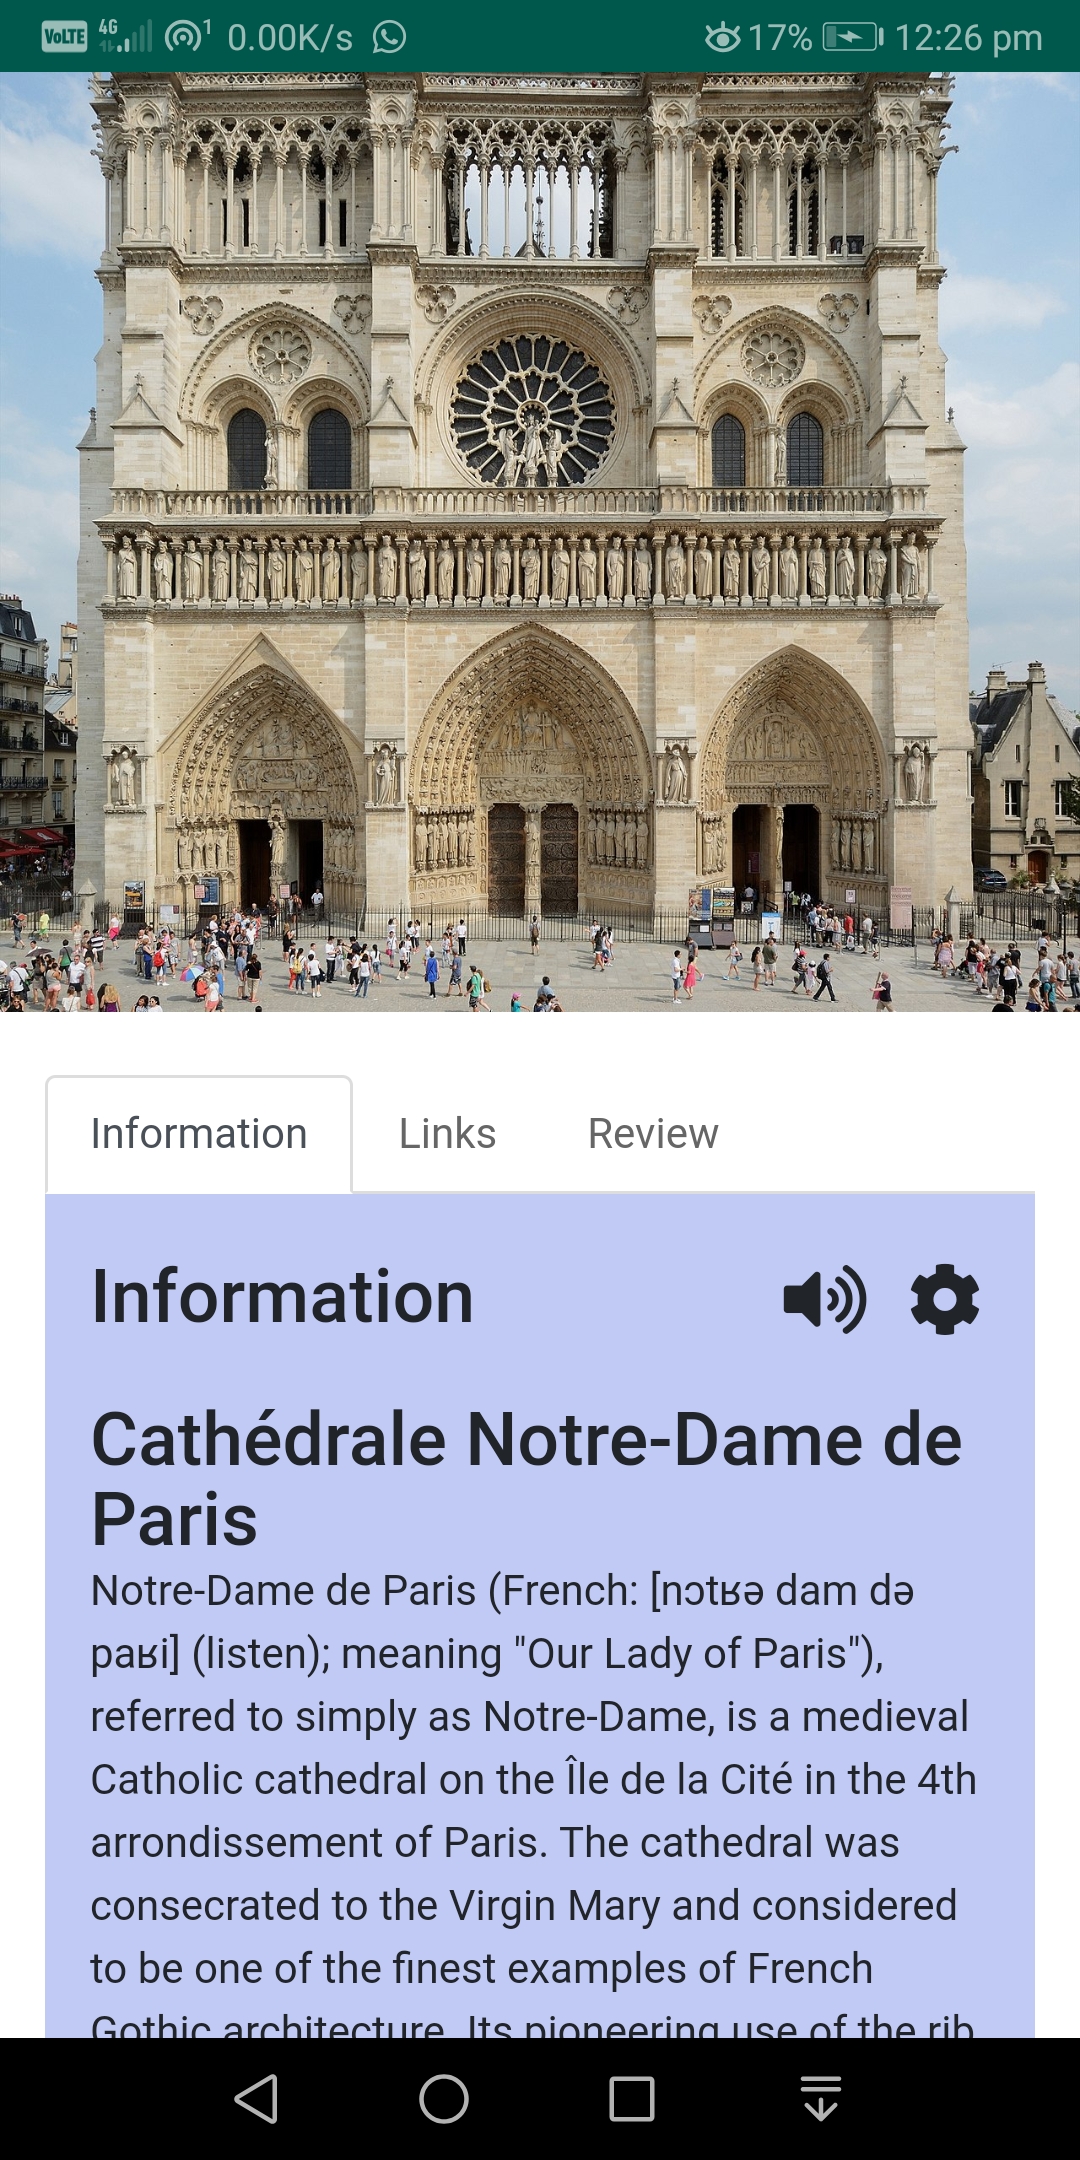 VoLTE 4G 1 0.00K/s 17% 12:26 pm
Information Links Review
Information
Cathédrale Notre-Dame de
Paris
Notre-Dame de Paris (French: [nɔtʁə dam də
paʁi] (listen); meaning "Our Lady of Paris"),
referred to simply as Notre-Dame, is a medieval
Catholic cathedral on the Île de la Cité in the 4th
arrondissement of Paris. The cathedral was
consecrated to the Virgin Mary and considered
to be one of the finest examples of French
Gothic architecture. Its pioneering use of the rib